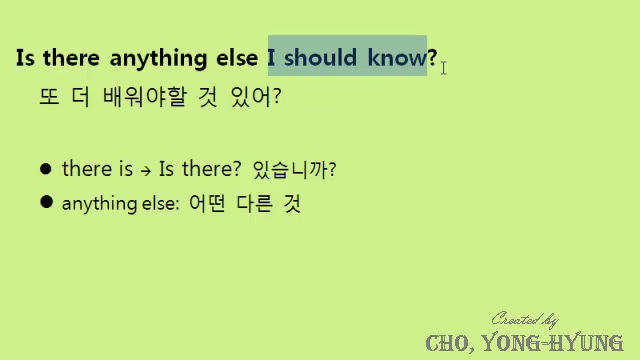 Is there anything else I should know?
또 더 배워야할 것 있어?
● there is → Is there? 있습니까?
● anything else: 어떤 다른 것
Created by
CHO, YONG-HYUNG